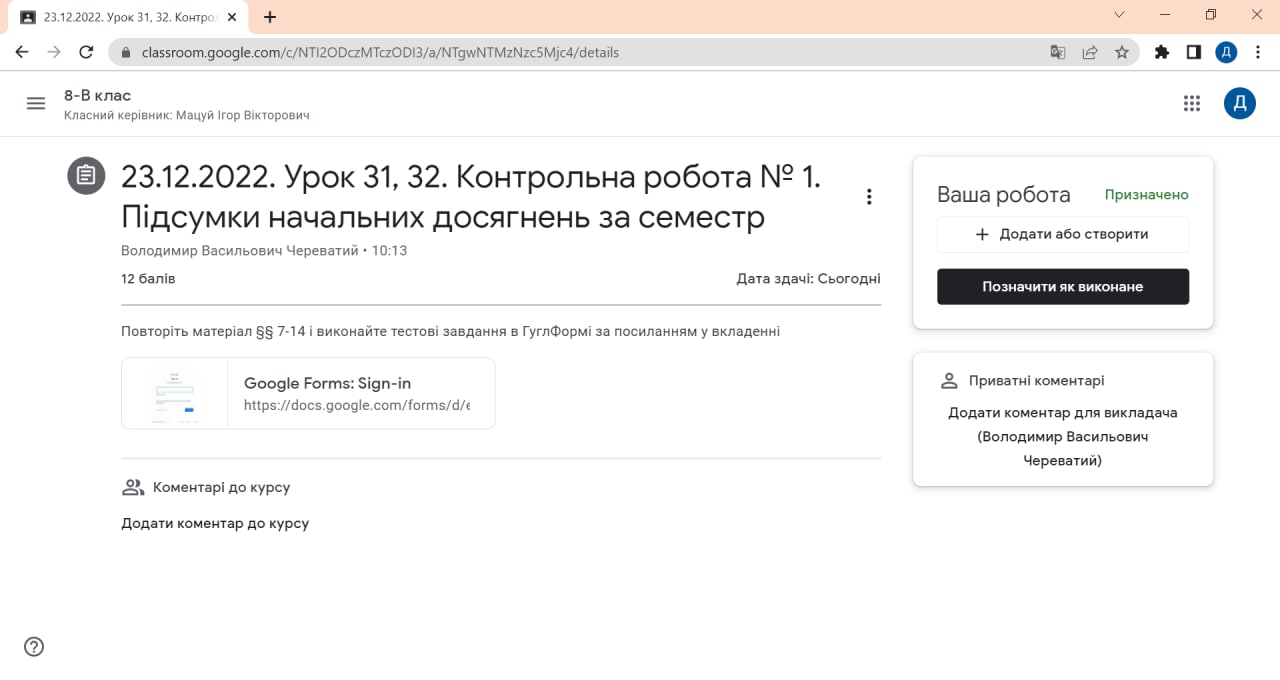 23.12.2022. Урок 31, 32. Контрол
classroom.google.com/c/NTI2ODczMTczODI3/a/NTgwNTMzNzc5Mjc4/details
Д
8-В клас
Класний керівник: Мацуй Ігор Вікторович
Д
23.12.2022. Урок 31, 32. Контрольна робота № 1.
Підсумки начальних досягнень за семестр
Володимир Васильович Череватий • 10:13
12 балів
Дата здачі: Сьогодні
Повторіть матеріал §§ 7-14 і виконайте тестові завдання в ГуглФормі за посиланням у вкладенні
Google Forms: Sign-in
https://docs.google.com/forms/d/e
Коментарі до курсу
Додати коментар до курсу
Ваша робота
Призначено
+ Додати або створити
Позначити як виконане
Приватні коментарі
Додати коментар для викладача
(Володимир Васильович
Череватий)